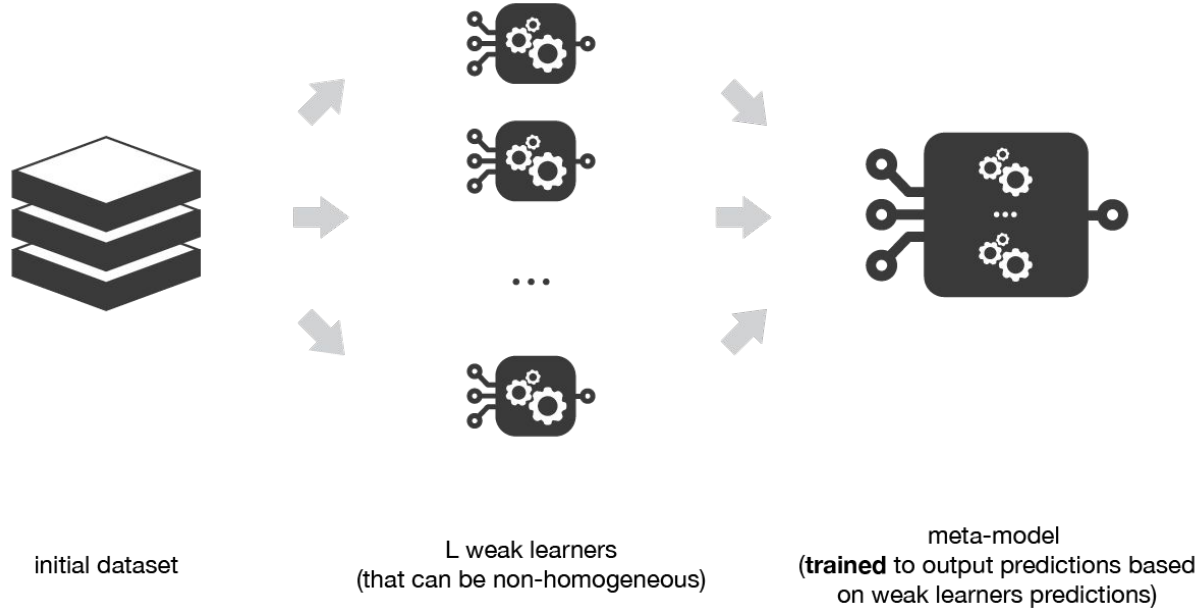 initial dataset
L weak learners
(that can be non-homogeneous)
meta-model
(trained to output predictions based
on weak learners predictions)